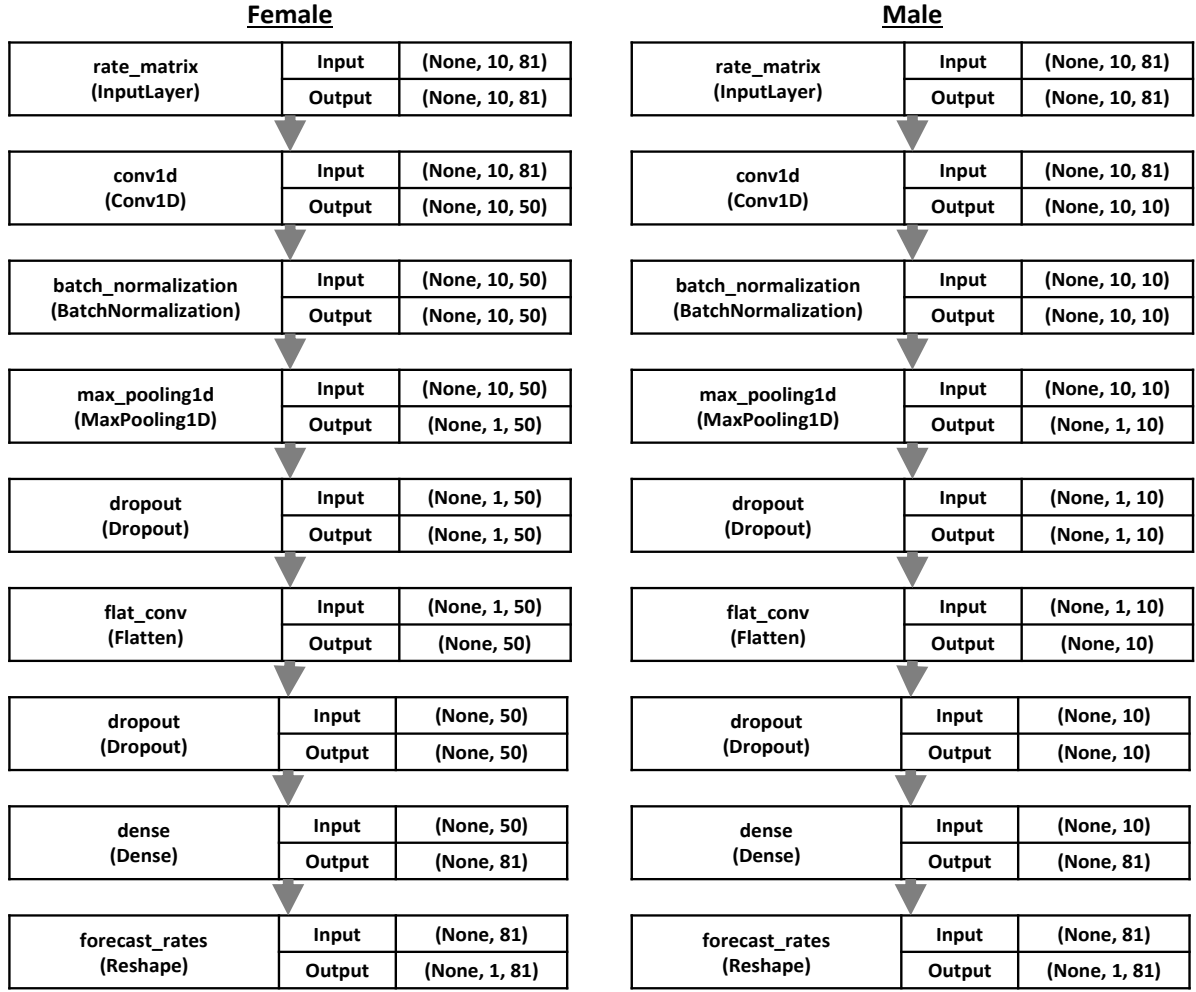 Female
rate_matrix
(InputLayer)
Input
(None, 10, 81)
Output
(None, 10, 81)
conv1d
(Conv1D)
Input
(None, 10, 81)
Output
(None, 10, 50)
batch_normalization
(BatchNormalization)
Input
(None, 10, 50)
Output
(None, 10, 50)
max_pooling1d
(MaxPooling1D)
Input
(None, 10, 50)
Output
(None, 1, 50)
dropout
(Dropout)
Input
(None, 1, 50)
Output
(None, 1, 50)
flat_conv
(Flatten)
Input
(None, 1, 50)
Output
(None, 50)
dropout
(Dropout)
Input
(None, 50)
Output
(None, 50)
dense
(Dense)
Input
(None, 50)
Output
(None, 81)
forecast_rates
(Reshape)
Input
(None, 81)
Output
(None, 1, 81)
Male
rate_matrix
(InputLayer)
Input
(None, 10, 81)
Output
(None, 10, 81)
conv1d
(Conv1D)
Input
(None, 10, 81)
Output
(None, 10, 10)
batch_normalization
(BatchNormalization)
Input
(None, 10, 10)
Output
(None, 10, 10)
max_pooling1d
(MaxPooling1D)
Input
(None, 10, 10)
Output
(None, 1, 10)
dropout
(Dropout)
Input
(None, 1, 10)
Output
(None, 1, 10)
flat_conv
(Flatten)
Input
(None, 1, 10)
Output
(None, 10)
dropout
(Dropout)
Input
(None, 10)
Output
(None, 10)
dense
(Dense)
Input
(None, 10)
Output
(None, 81)
forecast_rates
(Reshape)
Input
(None, 81)
Output
(None, 1, 81)